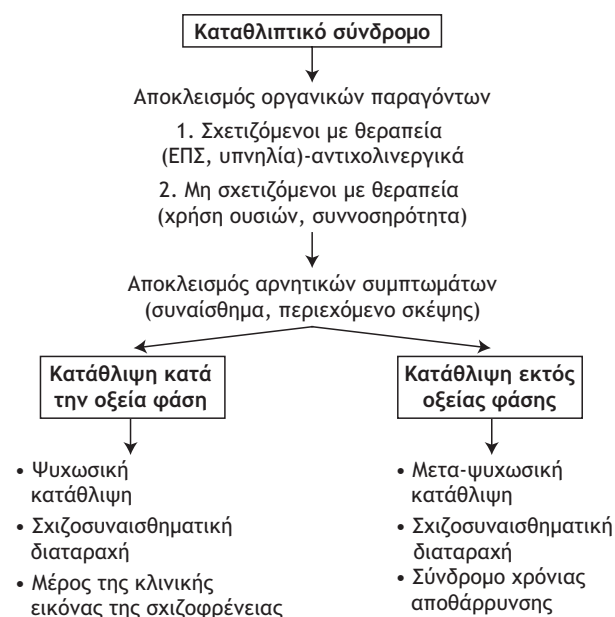 Καταθλιπτικό σύνδρομο
Αποκλεισμός οργανικών παραγόντων
1. Σχετιζόμενοι με θεραπεία
(ΕΠΣ, υπνηλία)-αντιχολινεργικά
2. Μη σχετιζόμενοι με θεραπεία
(χρήση ουσιών, συννοσηρότητα)
Αποκλεισμός αρνητικών συμπτωμάτων
(συναίσθημα, περιεχόμενο σκέψης)
Κατάθλιψη κατά
την οξεία φάση
• Ψυχωσική
κατάθλιψη
• Σχιζοσυναισθηματική
διαταραχή
• Μέρος της κλινικής
εικόνας της σχιζοφρένειας
Κατάθλιψη εκτός
οξείας φάσης
• Μετα-ψυχωσική
κατάθλιψη
• Σχιζοσυναισθηματική
διαταραχή
• Σύνδρομο χρόνιας
αποθάρρυνσης